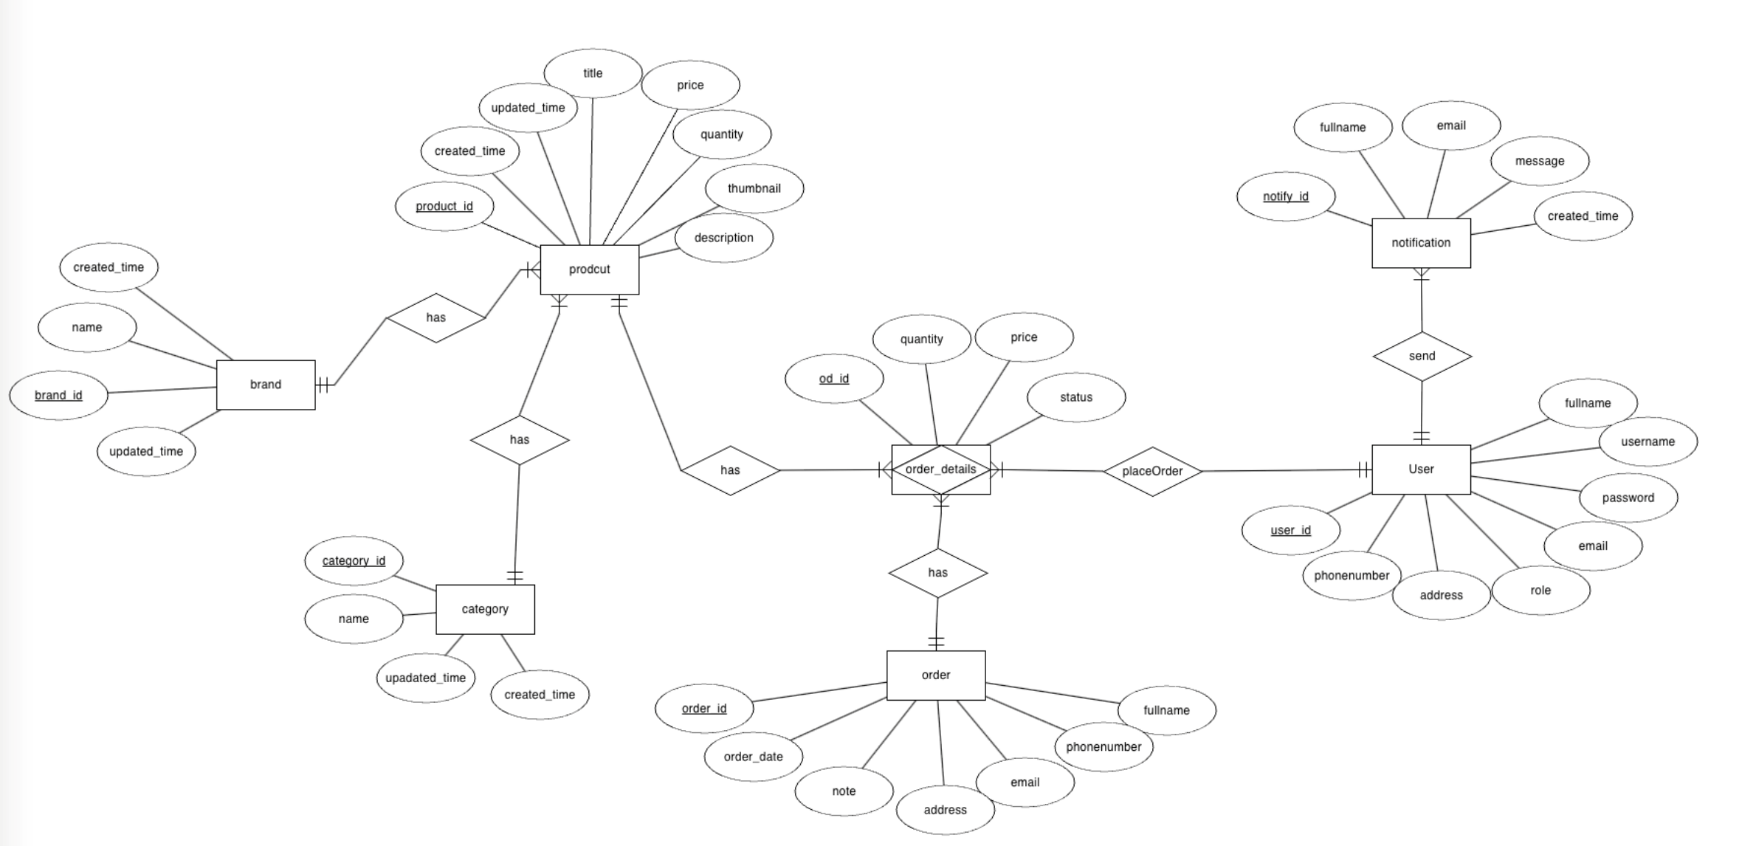 title
price
updated_time
quantity
created_time
thumbnail
product_id
description
prodcut
fullname
email
message
notify_id
created_time
notification
created_time
name
brand
brand_id
updated_time
has
has
has
quantity
price
od_id
status
order_details
placeOrder
send
fullname
username
User
password
user_id
email
phonenumber
address
role
category_id
name
category
upadated_time
created_time
has
order
order_id
fullname
order_date
phonenumber
note
email
address